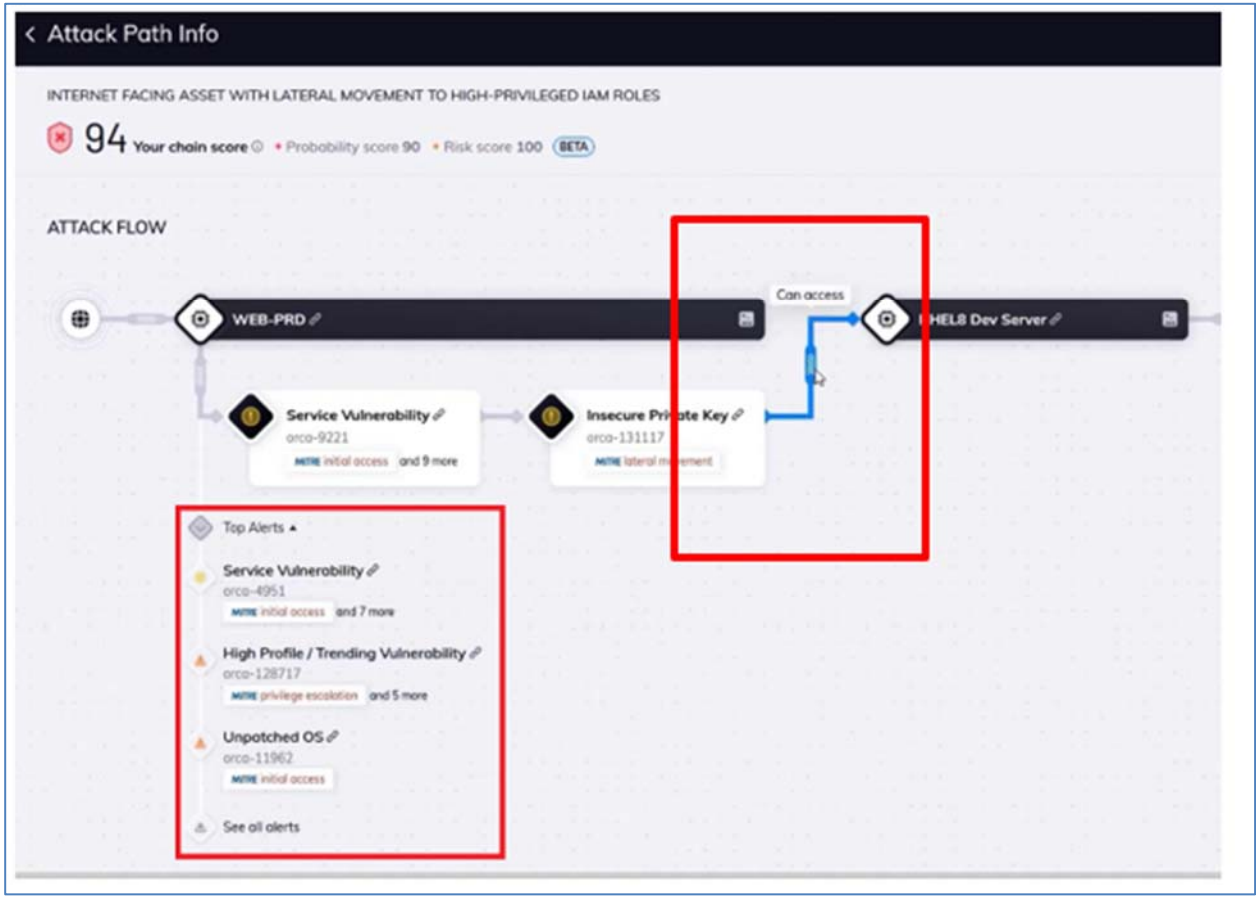 Attack Path Info
INTERNET FACING ASSET WITH LATERAL MOVEMENT TO HIGH-PRIVILEGED IAM ROLES
94 Your chain score • Probability score 90 • Risk score 100 BETA
ATTACK FLOW
Can access
WEB-PRD
HEL8 Dev Server
Service Vulnerability
orca-9221
MITRE initial access and 9 more
Insecure Private Key
orca-131117
MITRE lateral movement
Top Alerts
Service Vulnerability
orca-4951
MITRE initial access and 7 more
High Profile / Trending Vulnerability
orca-128717
MITRE privilege escalation and 5 more
Unpatched OS
orca-11962
MITRE initial access
See all alerts